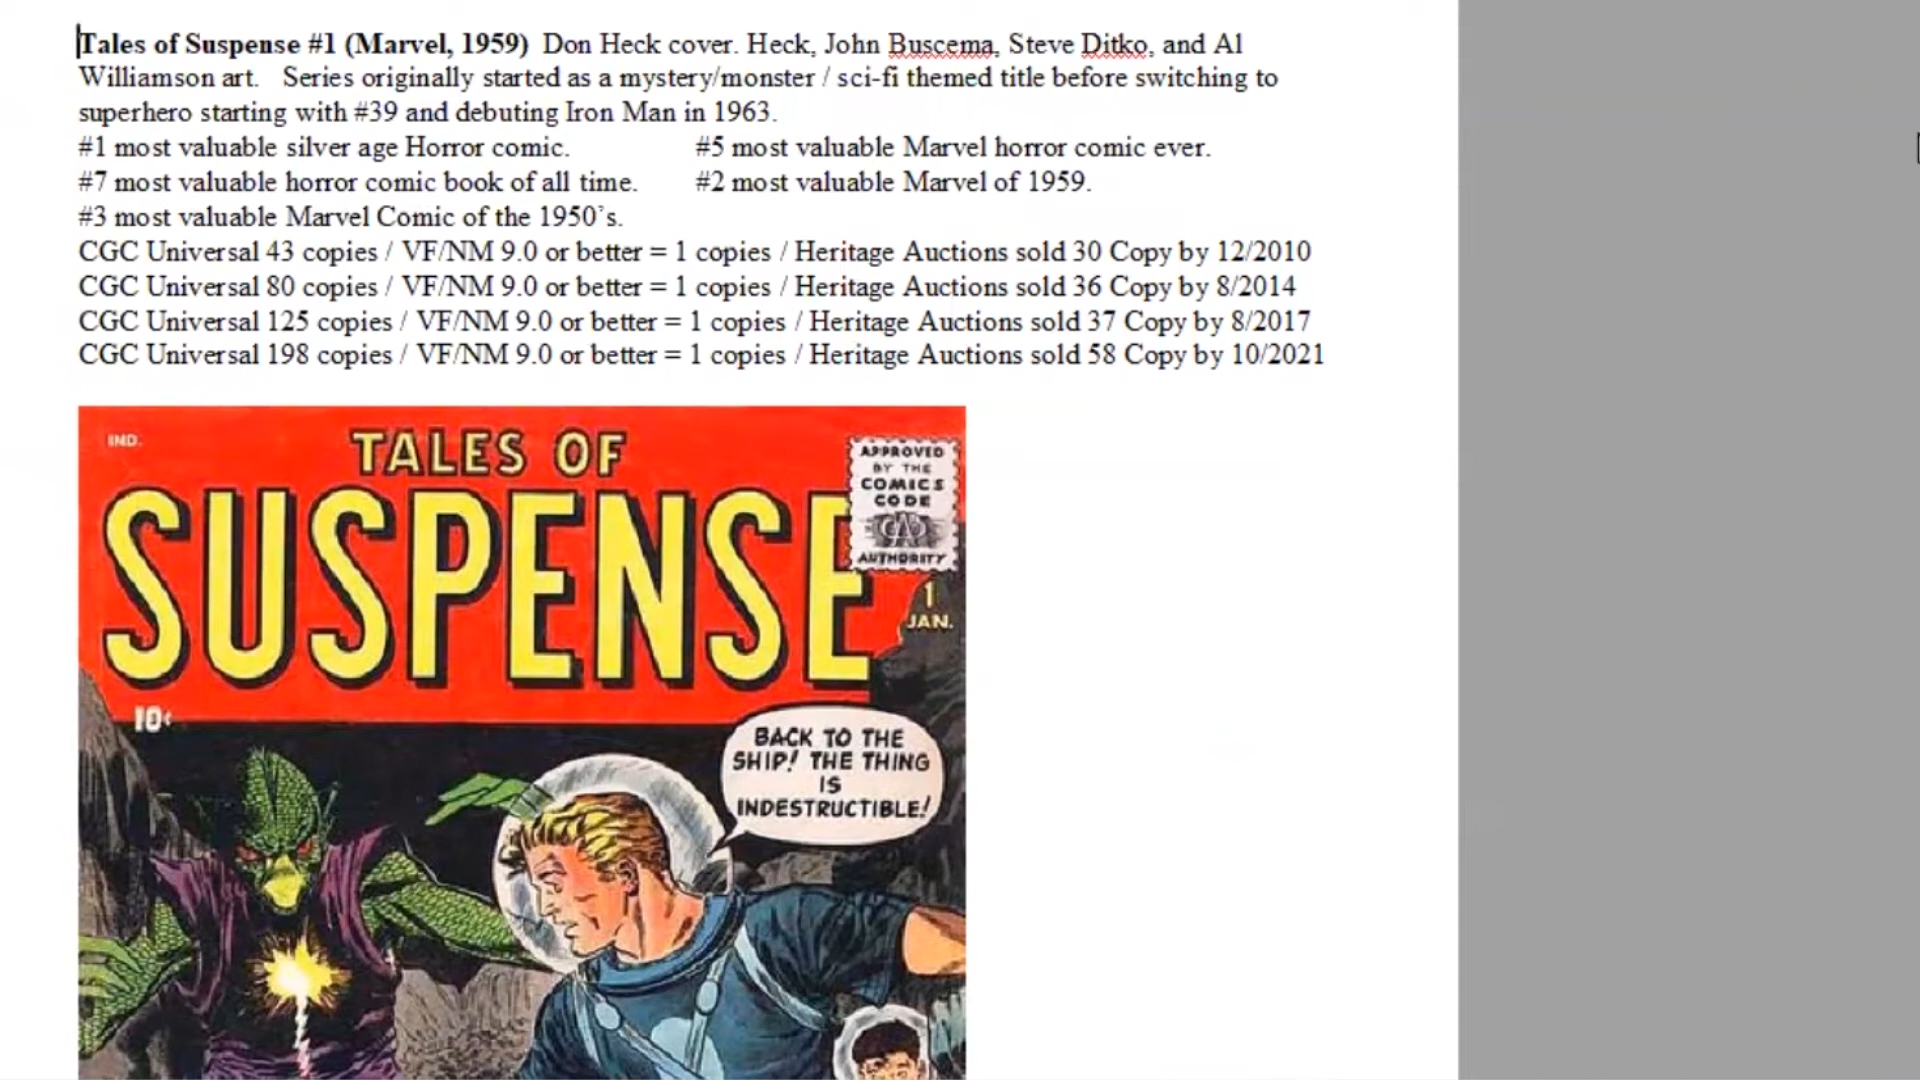 Tales of Suspense #1 (Marvel, 1959) Don Heck cover. Heck, John Buscema, Steve Ditko, and Al
Williamson art. Series originally started as a mystery/monster / sci-fi themed title before switching to
superhero starting with #39 and debuting Iron Man in 1963.
#1 most valuable silver age Horror comic. #5 most valuable Marvel horror comic ever.
#7 most valuable horror comic book of all time. #2 most valuable Marvel of 1959.
#3 most valuable Marvel Comic of the 1950's.
CGC Universal 43 copies / VF/NM 9.0 or better = 1 copies / Heritage Auctions sold 30 Copy by 12/2010
CGC Universal 80 copies / VF/NM 9.0 or better = 1 copies / Heritage Auctions sold 36 Copy by 8/2014
CGC Universal 125 copies / VF/NM 9.0 or better = 1 copies / Heritage Auctions sold 37 Copy by 8/2017
CGC Universal 198 copies / VF/NM 9.0 or better = 1 copies / Heritage Auctions sold 58 Copy by 10/2021
IND.
TALES OF
SUSPENSE
APPROVED
BY THE
COMICS
CODE
CA
AUTHORITY
1
JAN.
10¢
BACK TO THE
SHIP! THE THING
IS
INDESTRUCTIBLE!